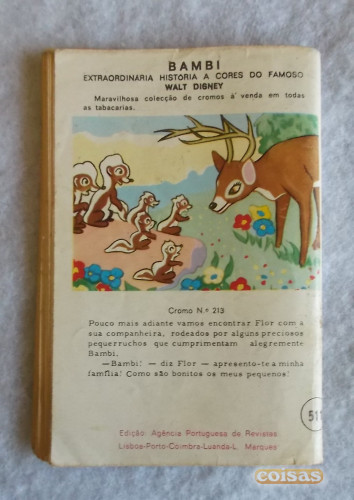 BAMBI
EXTRAORDINARIA HISTORIA A CORES DO FAMOSO
WALT DISNEY
Maravilhosa colecção de cromos á venda em todas
as tabacarias.
Cromo N.º 213
Pouco mais adiante vamos encontrar Flor com a
sua companheira, rodeados por alguns preciosos
pequerruchos que cumprimentam alegremente
Bambi.
—Bambi! — diz Flor — apresento-te a minha
família! Como são bonitos os meus pequenos!
511
Edição: Agência Portuguesa de Revistas
Lisboa-Porto-Coimbra-Luanda-L. Marques
coisas